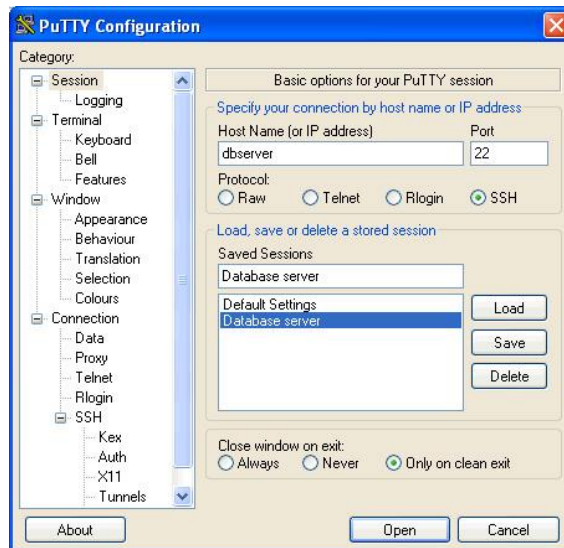 PuTTY Configuration
Category:
Session
Logging
Terminal
Keyboard
Bell
Features
Window
Appearance
Behaviour
Translation
Selection
Colours
Connection
Data
Proxy
Telnet
Rlogin
SSH
Kex
Auth
X11
Tunnels
Basic options for your PuTTY session
Specify your connection by host name or IP address
Host Name (or IP address) Port
dbserver 22
Protocol:
Raw Telnet Rlogin SSH
Load, save or delete a stored session
Saved Sessions
Database server
Default Settings
Database server
Load
Save
Delete
Close window on exit:
Always Never Only on clean exit
About Open Cancel